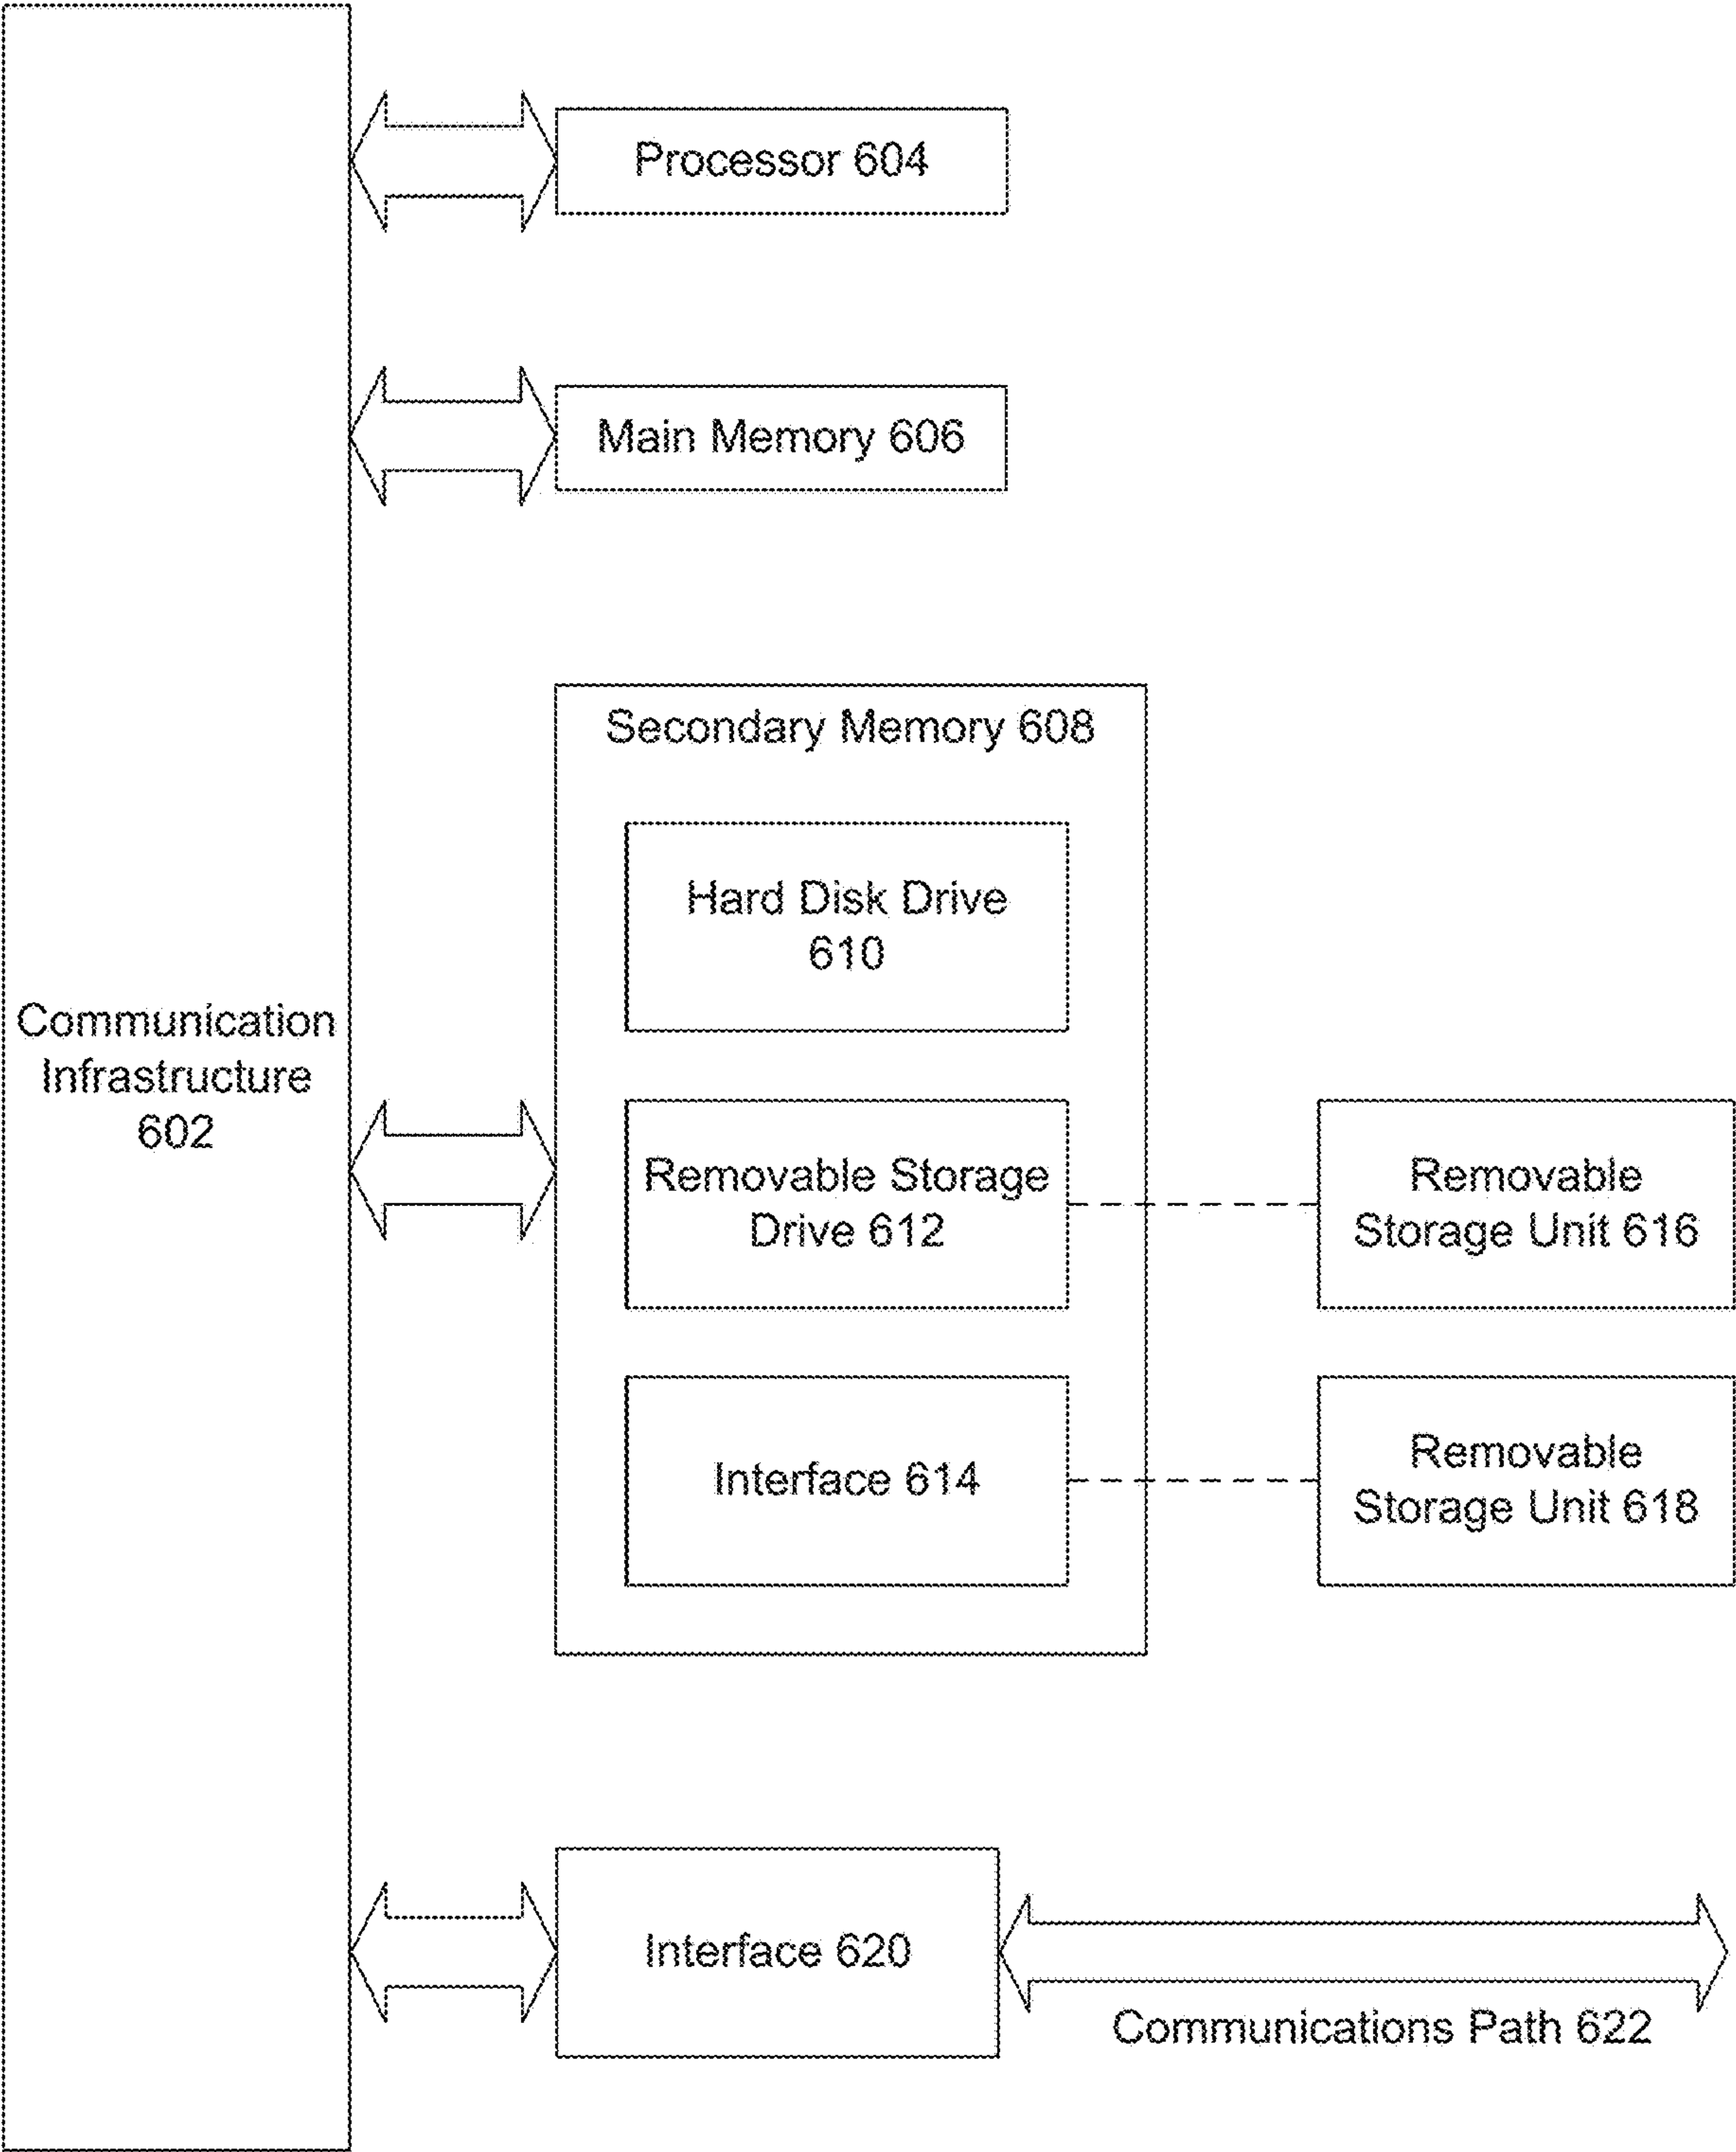 Processor 604
Main Memory 606
Secondary Memory 608
Hard Disk Drive
610
Communication
Infrastructure
602
Removable Storage
Drive 612
Removable
Storage Unit 616
Interface 614
Removable
Storage Unit 618
Interface 620
Communications Path 622